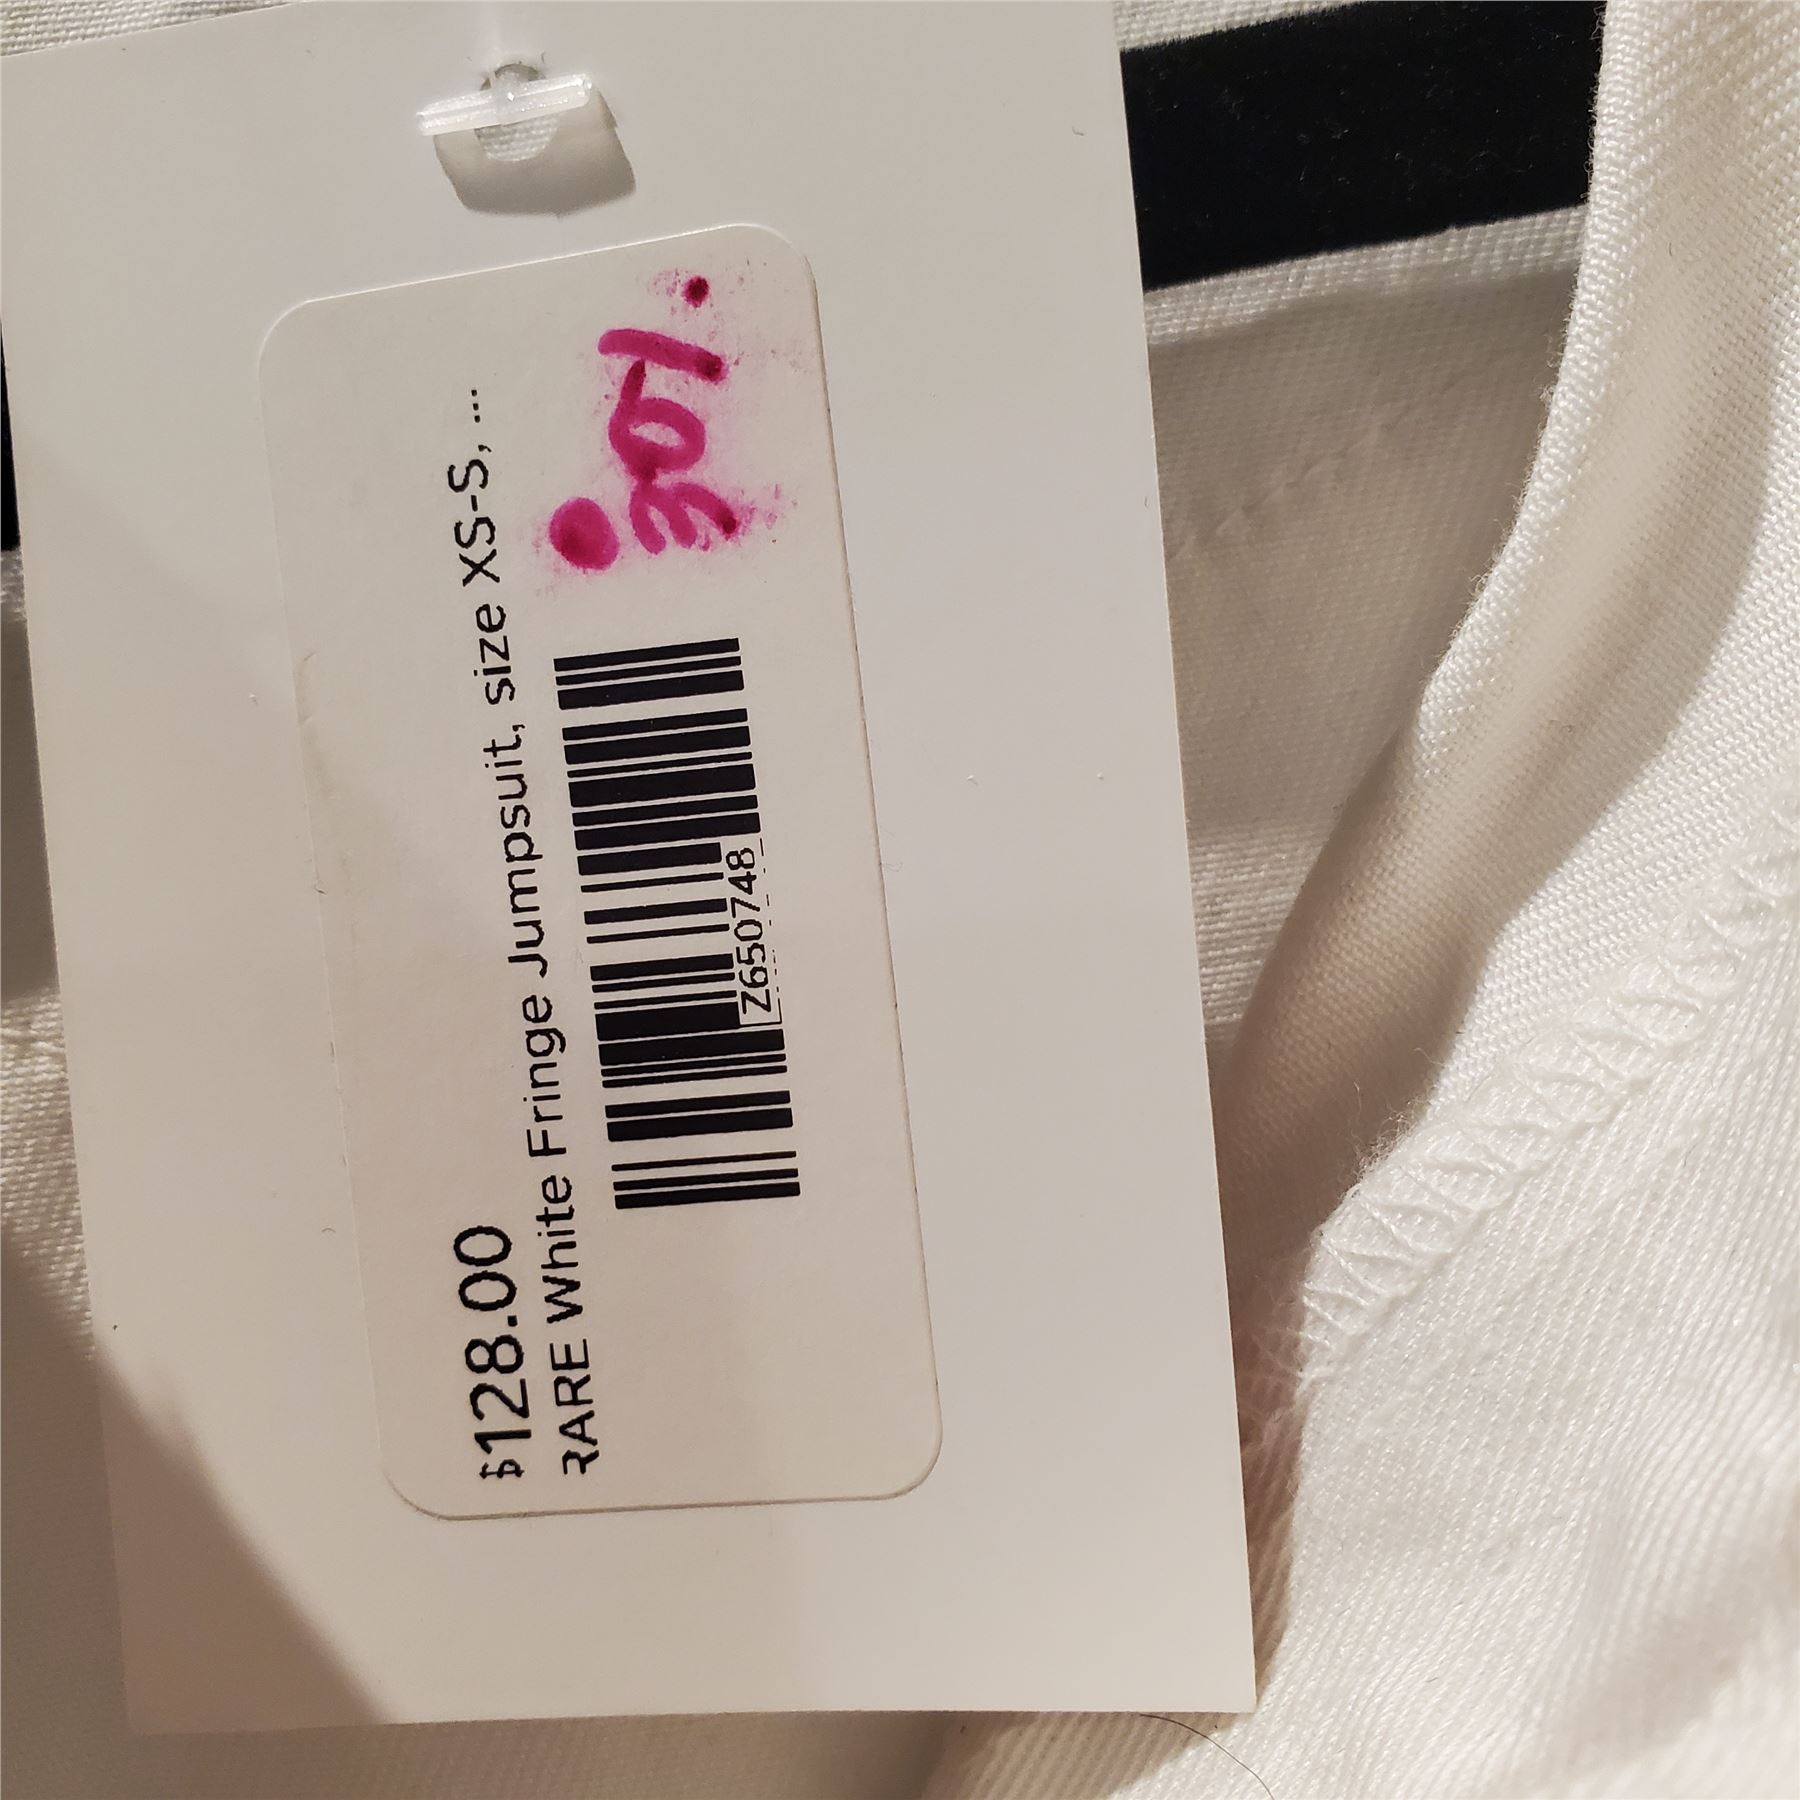 $128.00
RARE White Fringe Jumpsuit, size XS-S, ...
Z650748